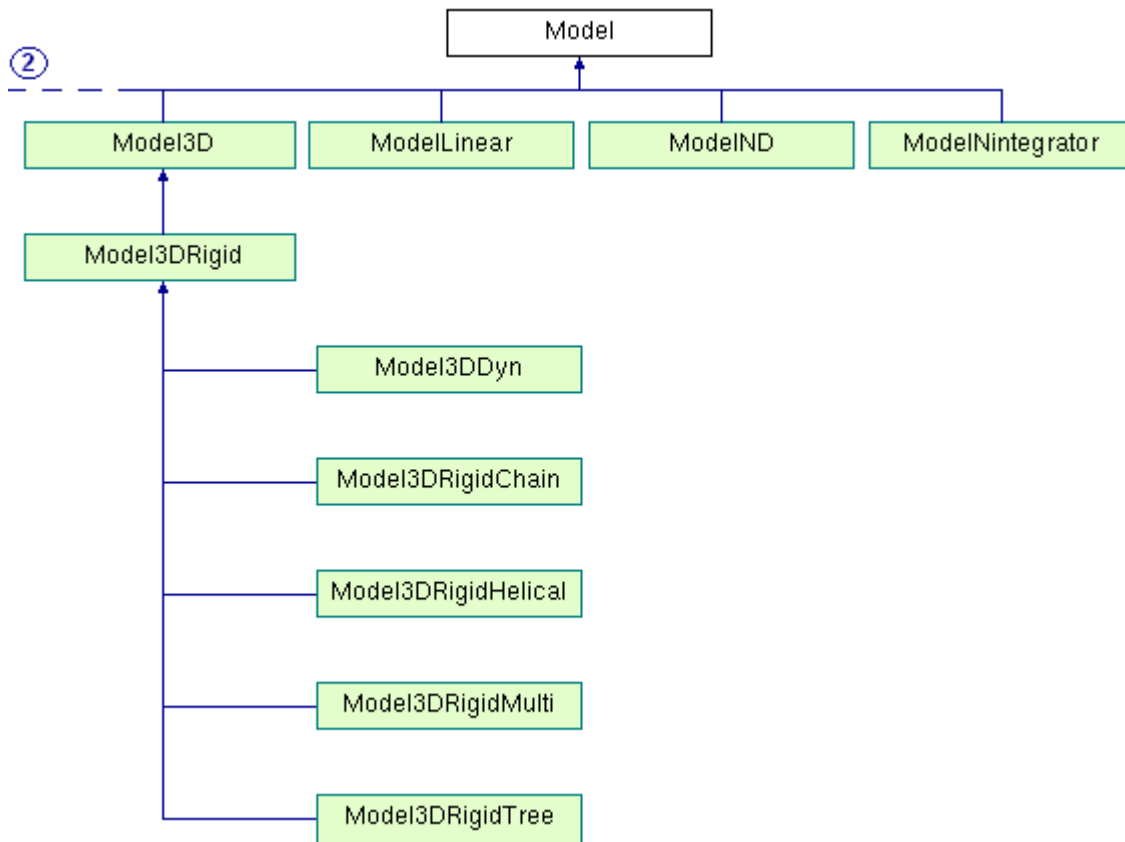 Model
2
Model3D
ModelLinear
ModelND
ModelNintegrator
Model3DRigid
Model3DDyn
Model3DRigidChain
Model3DRigidHelical
Model3DRigidMulti
Model3DRigidTree